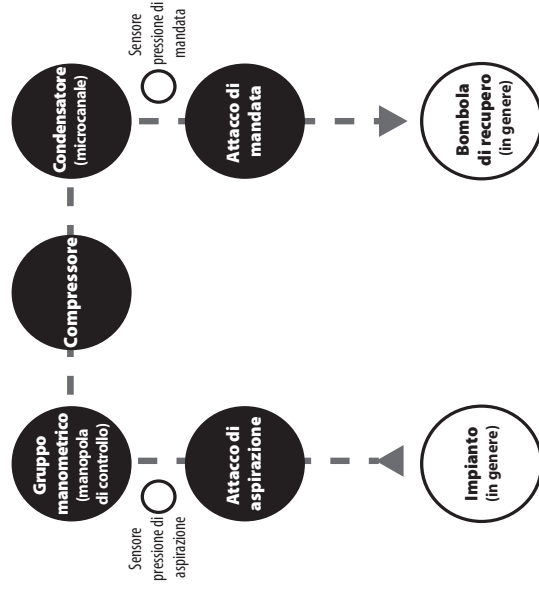 Gruppo
manometrico
(manopola
di controllo)
Compressore
Condensatore
(microcanale)
Sensore
pressione di
aspirazione
Sensore
pressione di
mandata
Attacco di
aspirazione
Attacco di
mandata
Impianto
(in genere)
Bombola
di recupero
(in genere)